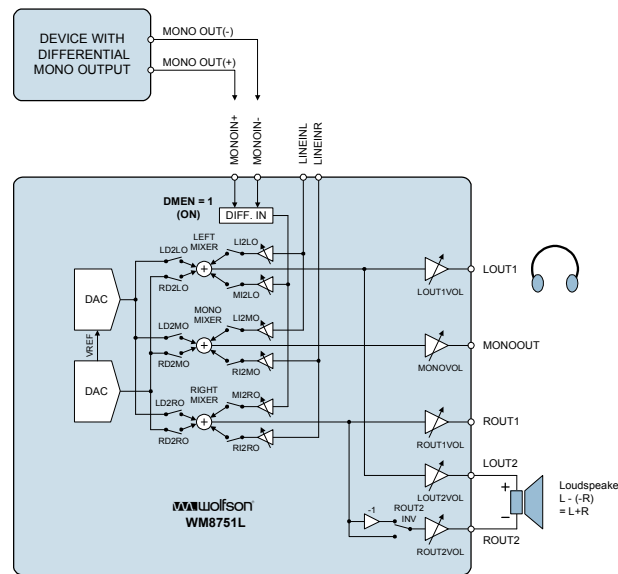 DEVICE WITH
DIFFERENTIAL
MONO OUTPUT
MONO OUT(-)
MONO OUT(+)
MONOIN+
MONOIN-
LINEINL
LINEINR
DMEN = 1
(ON)
DIFF. IN
LEFT
MIXER
LD2LO
LI2LO
RD2LO
MI2LO
LOUT1VOL
LOUT1
DAC
VREF
DAC
MONO
MIXER
LD2MO
LI2MO
RD2MO
RI2MO
MONOVOL
MONOOUT
RIGHT
MIXER
LD2RO
MI2RO
RD2RO
RI2RO
ROUT1VOL
ROUT1
LOUT2VOL
LOUT2
-1
ROUT2
INV
ROUT2VOL
ROUT2
+
−
Loudspeake
L - (-R)
= L+R
wolfson
WM8751L